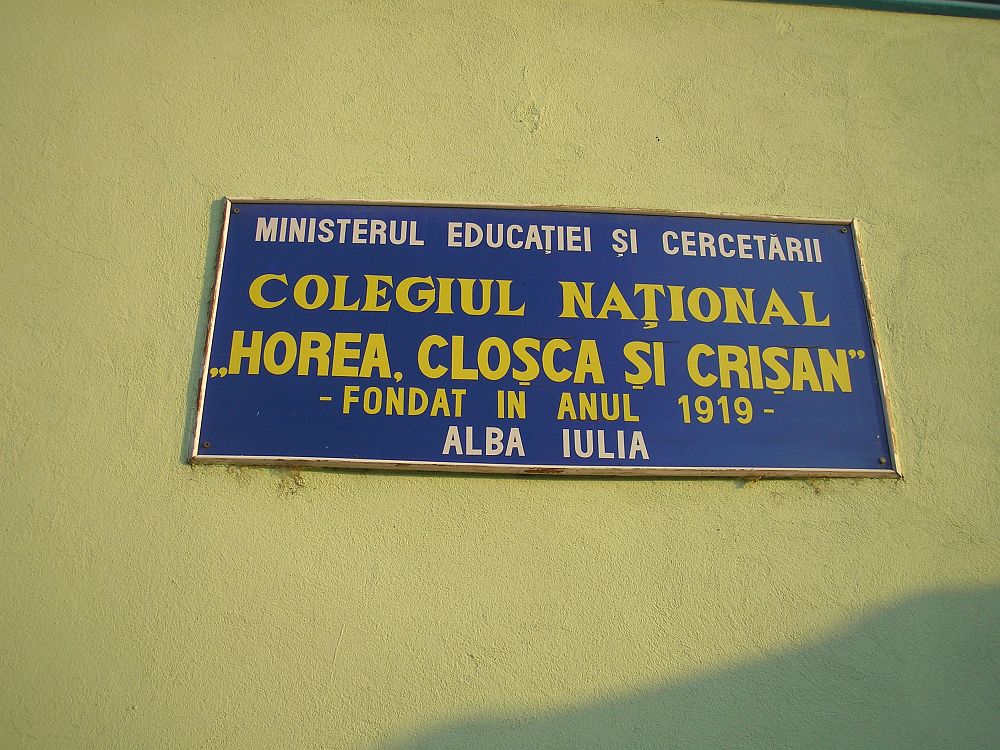 MINISTERUL EDUCAȚIEI ȘI CERCETĂRII
COLEGIUL NAȚIONAL
„HOREA, CLOȘCA ȘI CRIȘAN”
- FONDAT IN ANUL 1919 -
ALBA IULIA